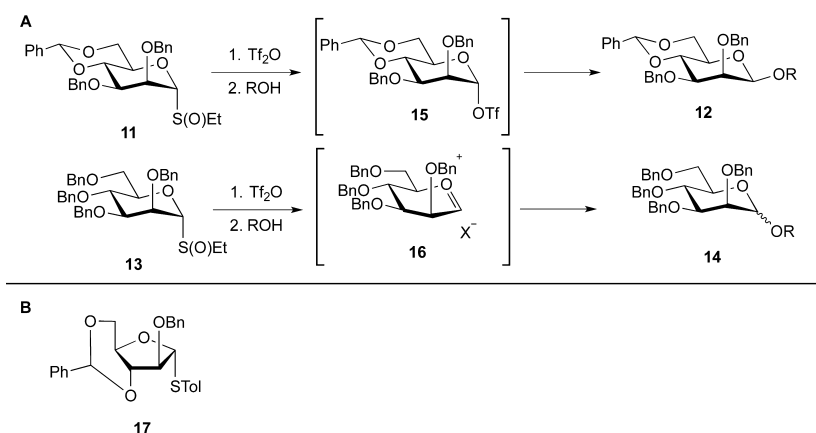 A
Ph O O OBn O
O BnO
S(O)Et
11
1. Tf₂O
2. ROH
Ph O O OBn O
O BnO
OTf
15
Ph O O OBn O
O BnO OR
12
BnO OBn O
BnO BnO
S(O)Et
13
1. Tf₂O
2. ROH
BnO OBn + O
BnO BnO
X⁻
16
BnO OBn O
BnO BnO
OR
14
B
O OBn
O
Ph STol
O
17